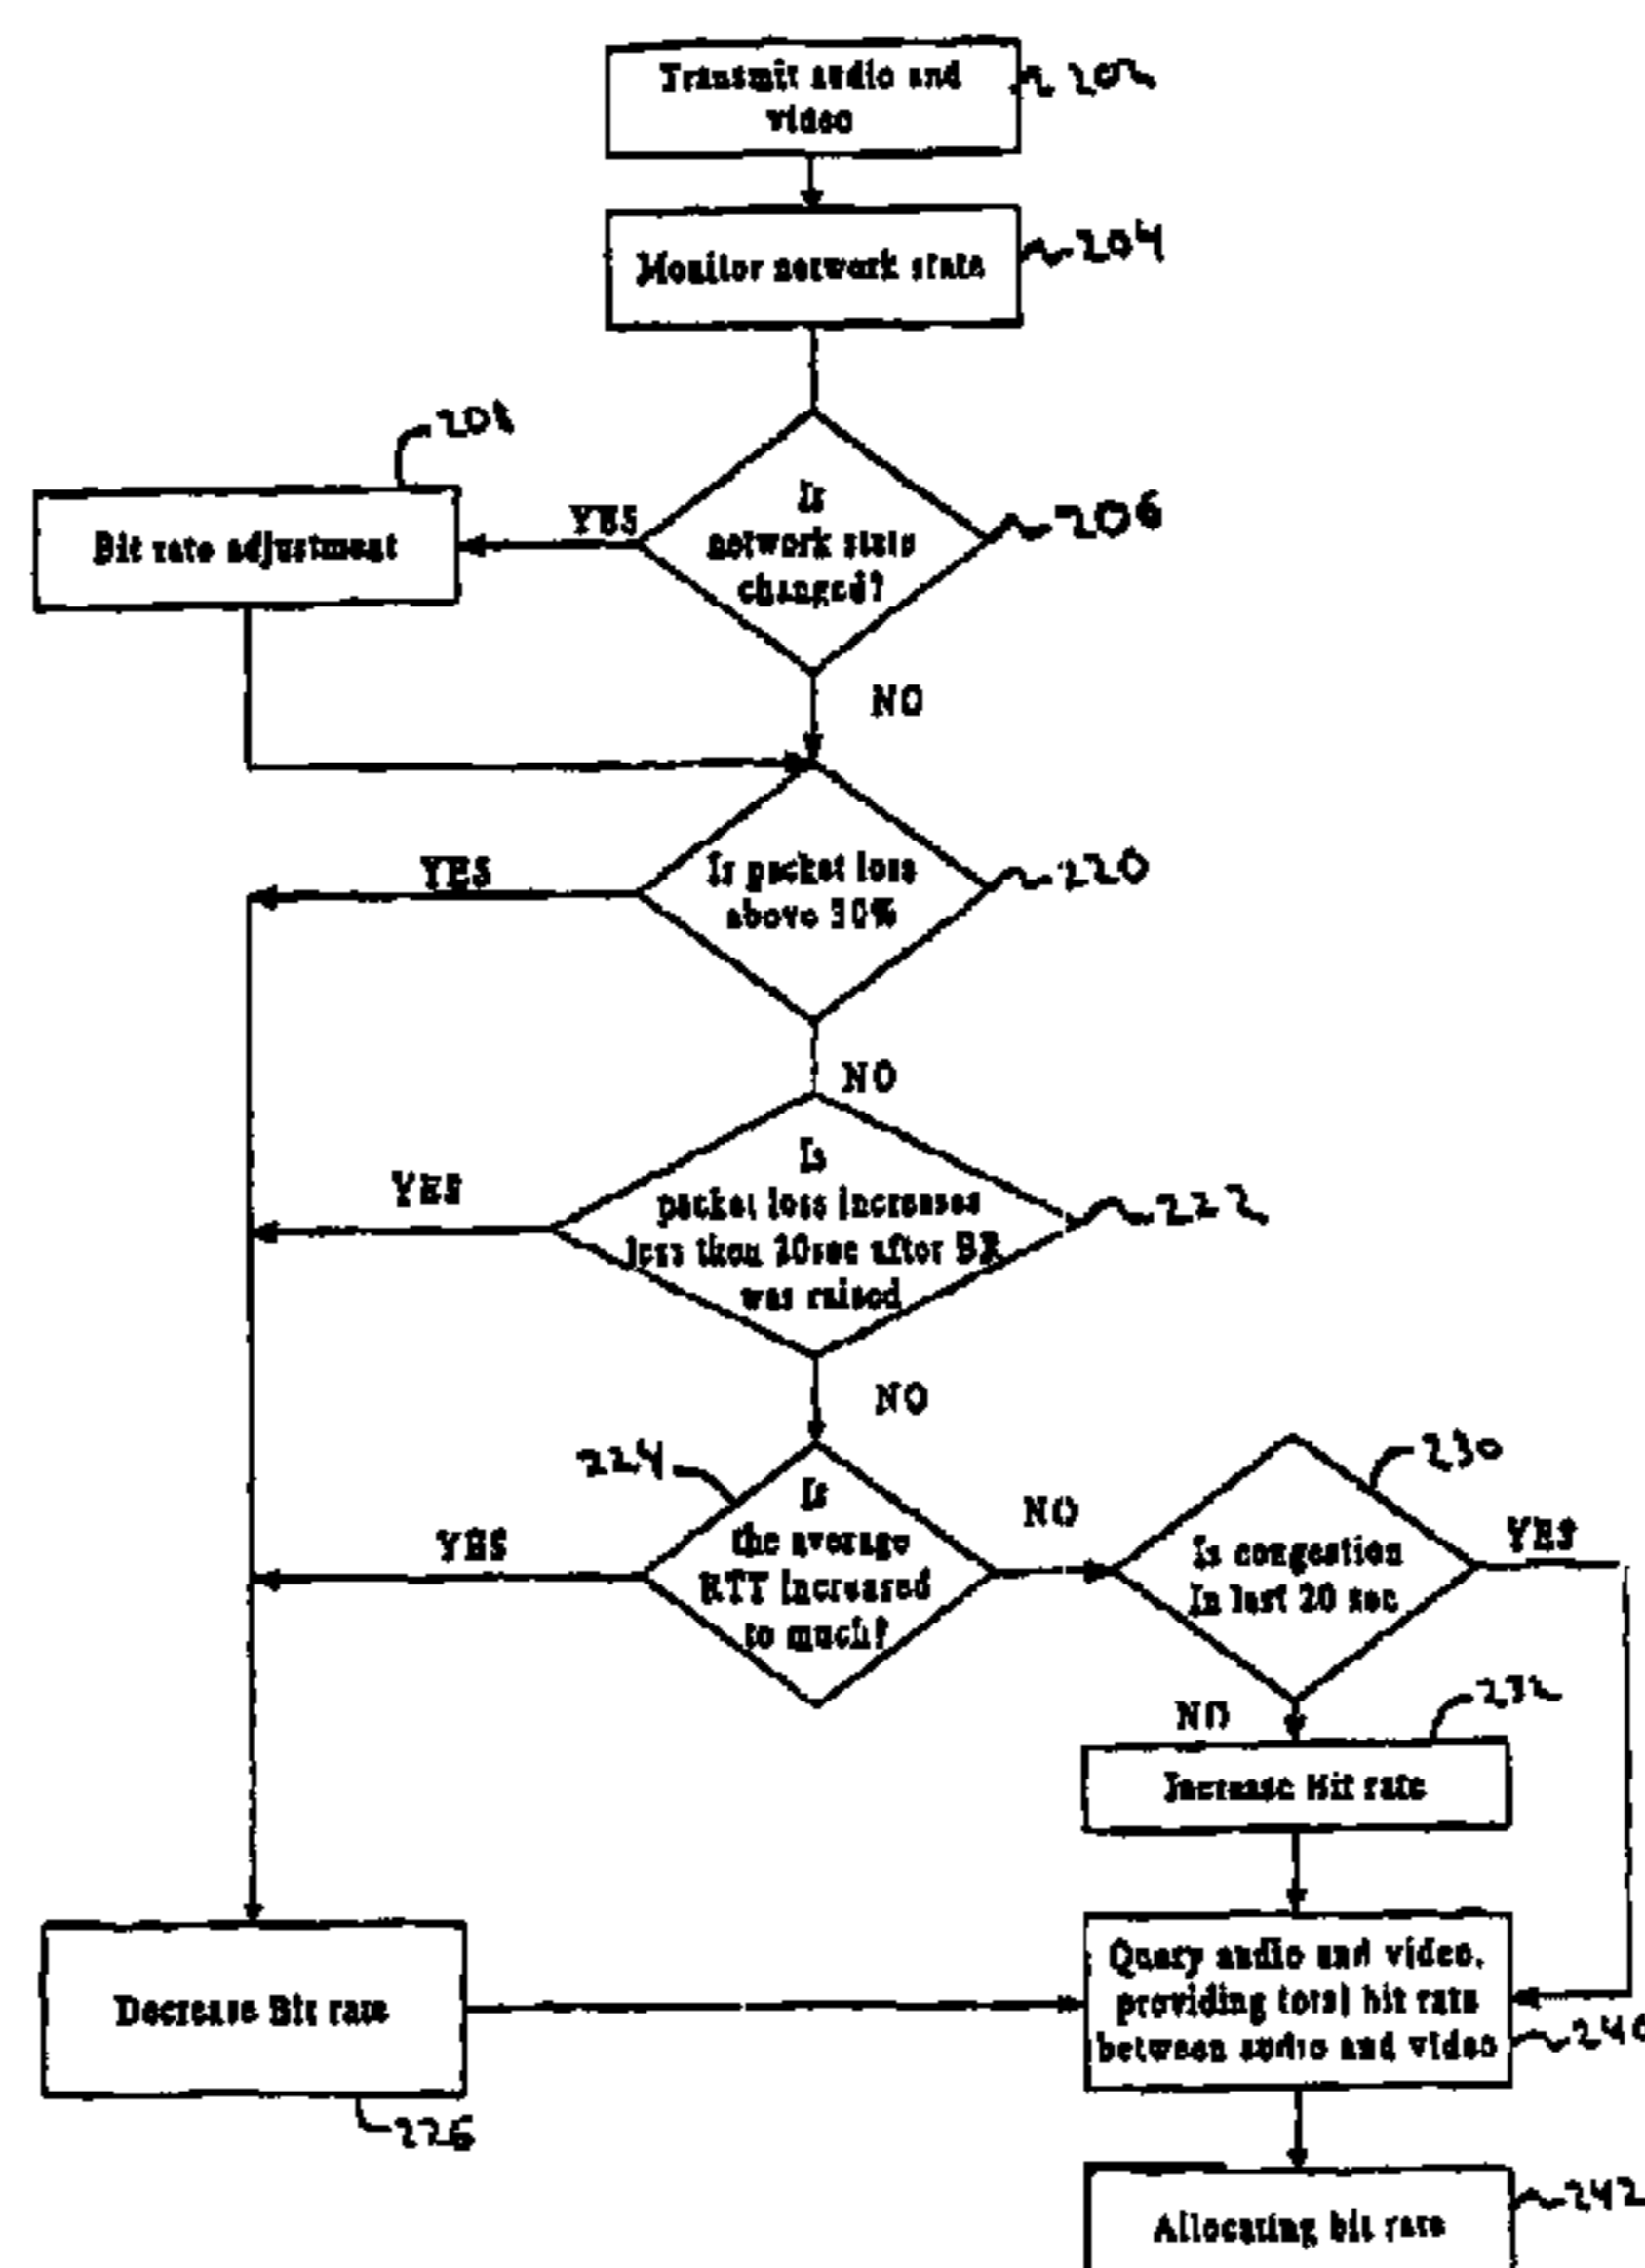 Transmit audio and
video
202
Monitor network state
204
208
Bit rate adjustment
YES
Is
network state
changed?
206
NO
YES
Is packet loss
above 30%
220
NO
YES
Is
packet loss increases
less then 20sec after BR
was raised
222
NO
224
Is
the average
RTT increased
to much?
YES
NO
230
Is congestion
In last 20 sec
YES
NO
232
Increase Bit rate
Decrease Bit rate
226
Query audio and video,
providing total bit rate
between audio and video
240
Allocating bit rate
242